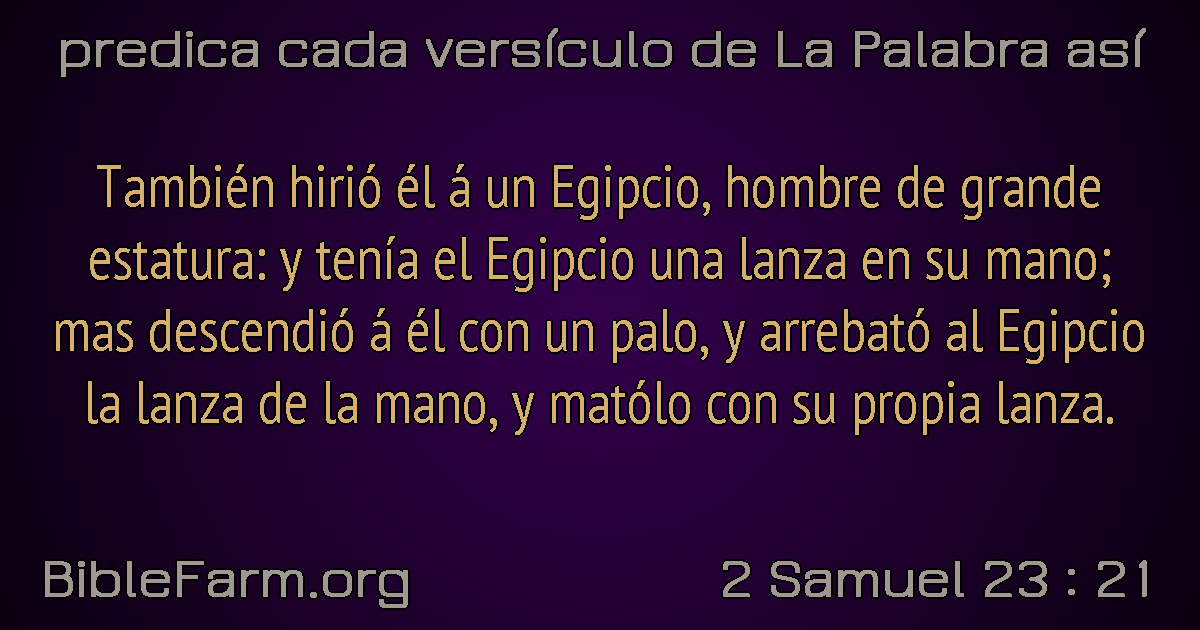 predica cada versículo de La Palabra así
También hirió él á un Egipcio, hombre de grande
estatura: y tenía el Egipcio una lanza en su mano;
mas descendió á él con un palo, y arrebató al Egipcio
la lanza de la mano, y matólo con su propia lanza.
BibleFarm.org
2 Samuel 23 : 21